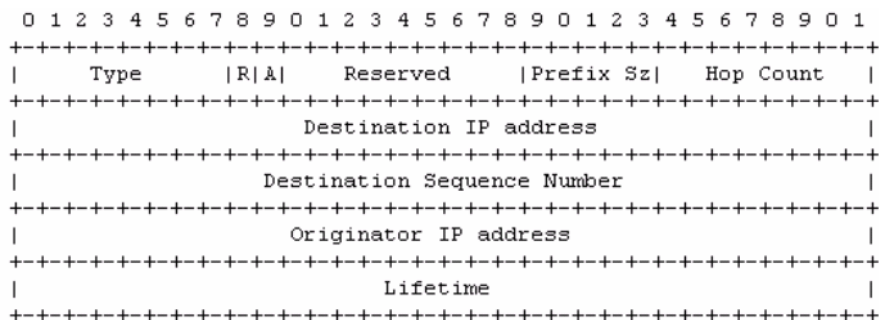 0 1 2 3 4 5 6 7 8 9 0 1 2 3 4 5 6 7 8 9 0 1 2 3 4 5 6 7 8 9 0 1
+-+-+-+-+-+-+-+-+-+-+-+-+-+-+-+-+-+-+-+-+-+-+-+-+-+-+-+-+-+-+-+-+
|     Type      |R|A|    Reserved     |Prefix Sz|   Hop Count   |
+-+-+-+-+-+-+-+-+-+-+-+-+-+-+-+-+-+-+-+-+-+-+-+-+-+-+-+-+-+-+-+-+
|                     Destination IP address                    |
+-+-+-+-+-+-+-+-+-+-+-+-+-+-+-+-+-+-+-+-+-+-+-+-+-+-+-+-+-+-+-+-+
|                  Destination Sequence Number                  |
+-+-+-+-+-+-+-+-+-+-+-+-+-+-+-+-+-+-+-+-+-+-+-+-+-+-+-+-+-+-+-+-+
|                    Originator IP address                      |
+-+-+-+-+-+-+-+-+-+-+-+-+-+-+-+-+-+-+-+-+-+-+-+-+-+-+-+-+-+-+-+-+
|                           Lifetime                            |
+-+-+-+-+-+-+-+-+-+-+-+-+-+-+-+-+-+-+-+-+-+-+-+-+-+-+-+-+-+-+-+-+